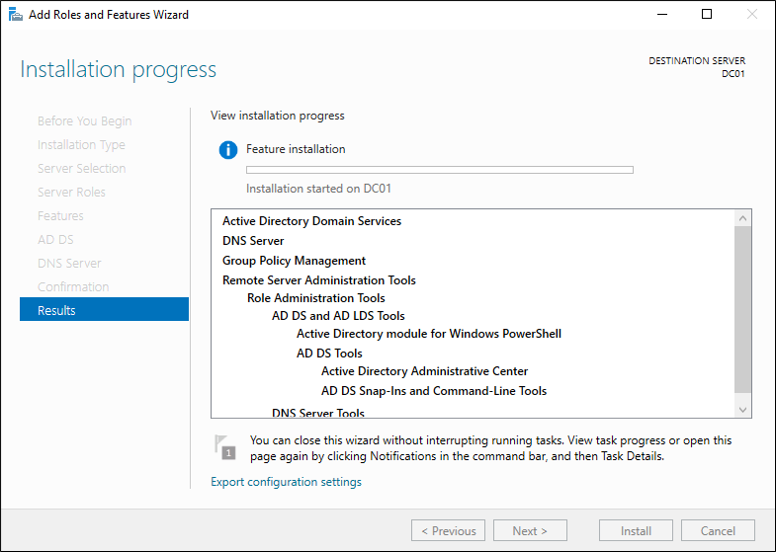 Add Roles and Features Wizard
Installation progress
DESTINATION SERVER
DC01
Before You Begin
Installation Type
Server Selection
Server Roles
Features
AD DS
DNS Server
Confirmation
Results
View installation progress
Feature installation
Installation started on DC01
Active Directory Domain Services
DNS Server
Group Policy Management
Remote Server Administration Tools
Role Administration Tools
AD DS and AD LDS Tools
Active Directory module for Windows PowerShell
AD DS Tools
Active Directory Administrative Center
AD DS Snap-Ins and Command-Line Tools
DNS Server Tools
1
You can close this wizard without interrupting running tasks. View task progress or open this
page again by clicking Notifications in the command bar, and then Task Details.
Export configuration settings
< Previous
Next >
Install
Cancel